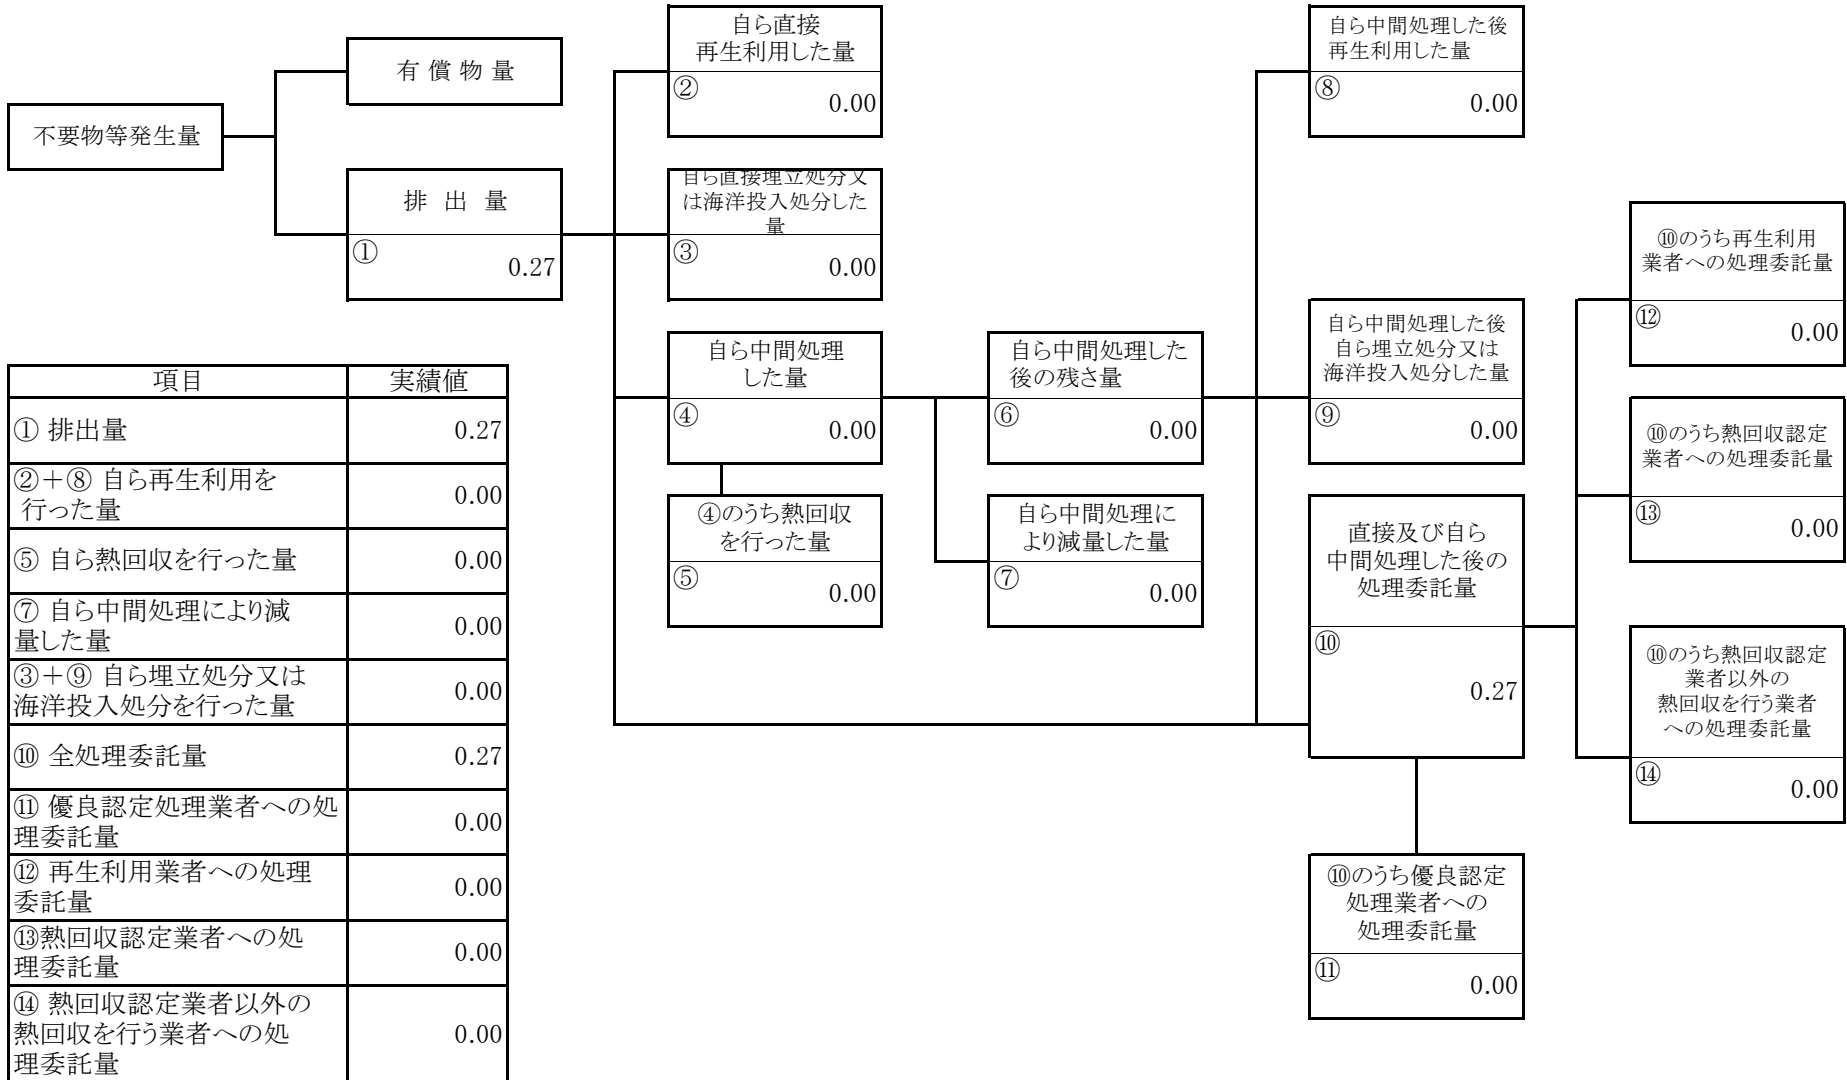 不要物等発生量
有償物量
排出量
①
0.27
自ら直接
再生利用した量
②
0.00
自ら直接埋立処分又
は海洋投入処分した
量
③
0.00
自ら中間処理
した量
④
0.00
④のうち熱回収
を行った量
⑤
0.00
自ら中間処理した
後の残さ量
⑥
0.00
自ら中間処理に
より減量した量
⑦
0.00
自ら中間処理した後
再生利用した量
⑧
0.00
自ら中間処理した後
自ら埋立処分又は
海洋投入処分した量
⑨
0.00
直接及び自ら
中間処理した後の
処理委託量
⑩
0.27
⑩のうち優良認定
処理業者への
処理委託量
⑪
0.00
⑩のうち再生利用
業者への処理委託量
⑫
0.00
⑩のうち熱回収認定
業者への処理委託量
⑬
0.00
⑩のうち熱回収認定
業者以外の
熱回収を行う業者
への処理委託量
⑭
0.00
項目 実績値
① 排出量 0.27
②+⑧ 自ら再生利用を
行った量 0.00
⑤ 自ら熱回収を行った量 0.00
⑦ 自ら中間処理により減
量した量 0.00
③+⑨ 自ら埋立処分又は
海洋投入処分を行った量 0.00
⑩ 全処理委託量 0.27
⑪ 優良認定処理業者への処
理委託量 0.00
⑫ 再生利用業者への処理
委託量 0.00
⑬熱回収認定業者への処
理委託量 0.00
⑭ 熱回収認定業者以外の
熱回収を行う業者への処
理委託量 0.00